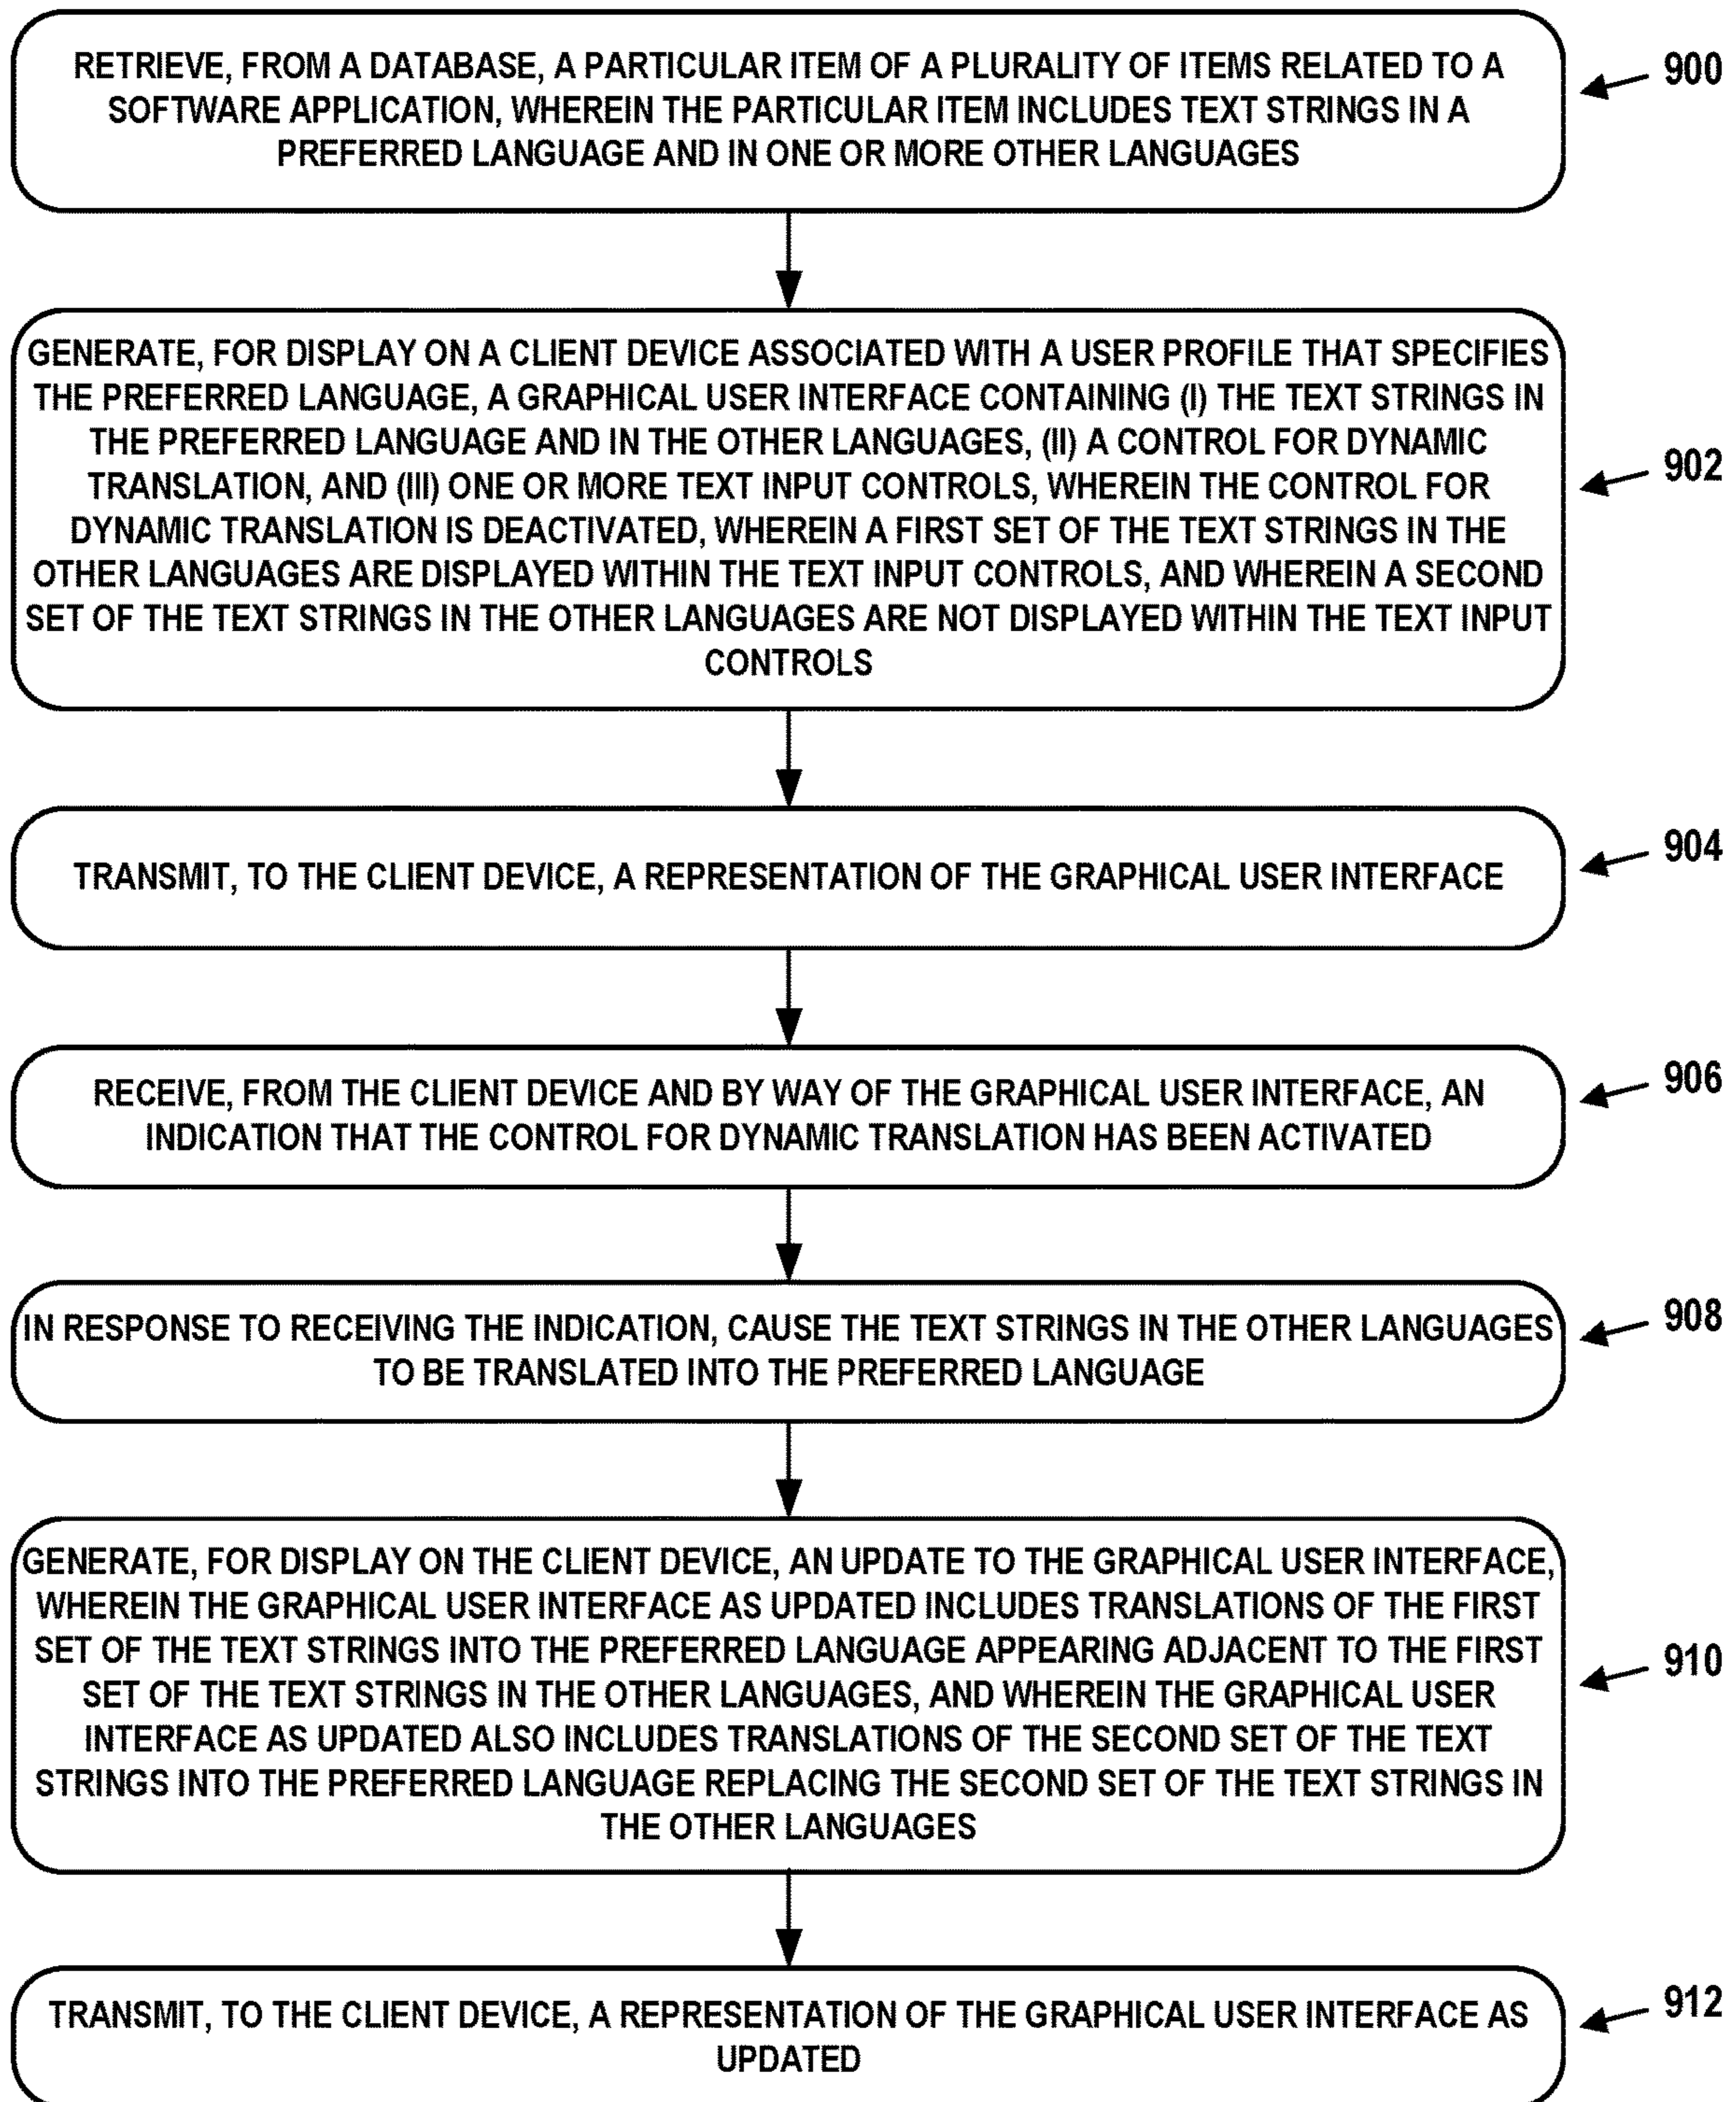 RETRIEVE, FROM A DATABASE, A PARTICULAR ITEM OF A PLURALITY OF ITEMS RELATED TO A
SOFTWARE APPLICATION, WHEREIN THE PARTICULAR ITEM INCLUDES TEXT STRINGS IN A
PREFERRED LANGUAGE AND IN ONE OR MORE OTHER LANGUAGES
900
GENERATE, FOR DISPLAY ON A CLIENT DEVICE ASSOCIATED WITH A USER PROFILE THAT SPECIFIES
THE PREFERRED LANGUAGE, A GRAPHICAL USER INTERFACE CONTAINING (I) THE TEXT STRINGS IN
THE PREFERRED LANGUAGE AND IN THE OTHER LANGUAGES, (II) A CONTROL FOR DYNAMIC
TRANSLATION, AND (III) ONE OR MORE TEXT INPUT CONTROLS, WHEREIN THE CONTROL FOR
DYNAMIC TRANSLATION IS DEACTIVATED, WHEREIN A FIRST SET OF THE TEXT STRINGS IN THE
OTHER LANGUAGES ARE DISPLAYED WITHIN THE TEXT INPUT CONTROLS, AND WHEREIN A SECOND
SET OF THE TEXT STRINGS IN THE OTHER LANGUAGES ARE NOT DISPLAYED WITHIN THE TEXT INPUT
CONTROLS
902
TRANSMIT, TO THE CLIENT DEVICE, A REPRESENTATION OF THE GRAPHICAL USER INTERFACE
904
RECEIVE, FROM THE CLIENT DEVICE AND BY WAY OF THE GRAPHICAL USER INTERFACE, AN
INDICATION THAT THE CONTROL FOR DYNAMIC TRANSLATION HAS BEEN ACTIVATED
906
IN RESPONSE TO RECEIVING THE INDICATION, CAUSE THE TEXT STRINGS IN THE OTHER LANGUAGES
TO BE TRANSLATED INTO THE PREFERRED LANGUAGE
908
GENERATE, FOR DISPLAY ON THE CLIENT DEVICE, AN UPDATE TO THE GRAPHICAL USER INTERFACE,
WHEREIN THE GRAPHICAL USER INTERFACE AS UPDATED INCLUDES TRANSLATIONS OF THE FIRST
SET OF THE TEXT STRINGS INTO THE PREFERRED LANGUAGE APPEARING ADJACENT TO THE FIRST
SET OF THE TEXT STRINGS IN THE OTHER LANGUAGES, AND WHEREIN THE GRAPHICAL USER
INTERFACE AS UPDATED ALSO INCLUDES TRANSLATIONS OF THE SECOND SET OF THE TEXT
STRINGS INTO THE PREFERRED LANGUAGE REPLACING THE SECOND SET OF THE TEXT STRINGS IN
THE OTHER LANGUAGES
910
TRANSMIT, TO THE CLIENT DEVICE, A REPRESENTATION OF THE GRAPHICAL USER INTERFACE AS
UPDATED
912